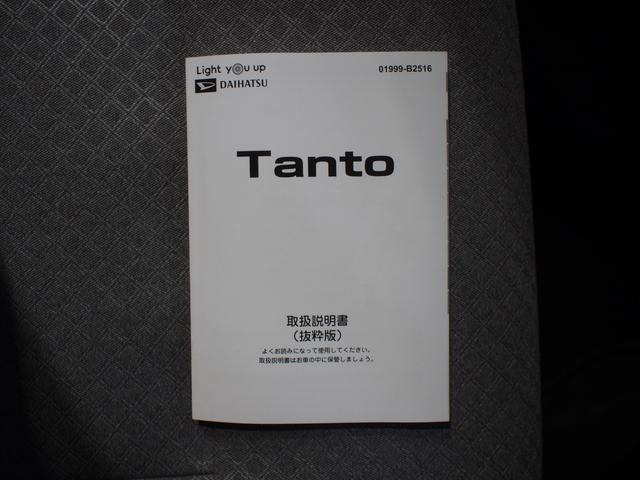 Light you up
01999-B2516
DAIHATSU
Tanto
取扱説明書
（抜粋版）
よくお読みになって使用してください。
取扱説明書はお車の中に保管しましょう。